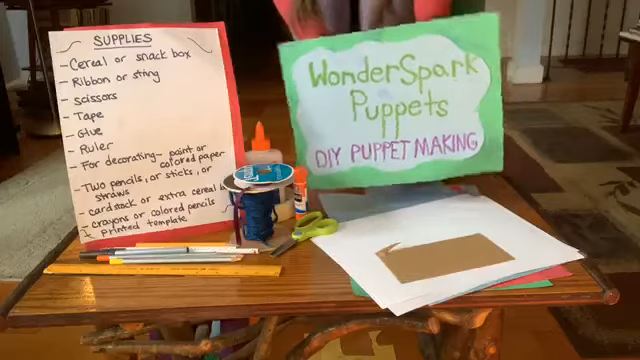 SUPPLIES
- Cereal or snack box
- Ribbon or sting
- scissors
- Tape
- Glue
- Ruler
- For decorating - paint or
colored paper
- Two pencils, or sticks, or
straws
- cardstock or extra cereal
- crayons or colored pencils
- printed template
WonderSpark
Puppets
DIY PUPPET MAKING